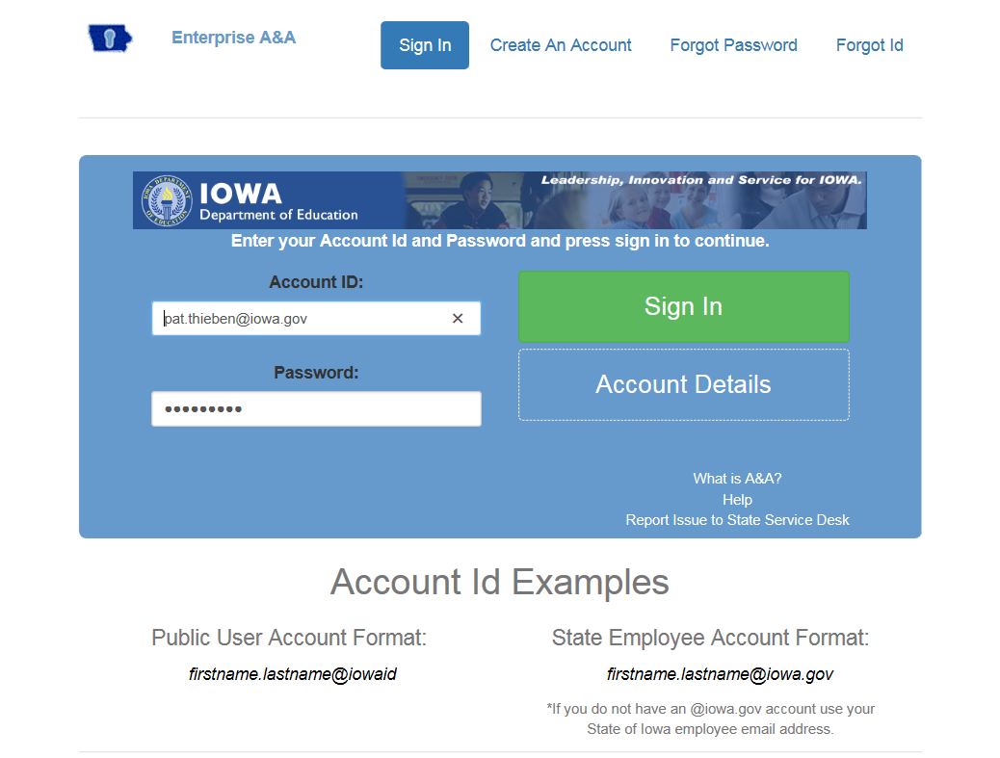 Enterprise A&A
Sign In
Create An Account
Forgot Password
Forgot Id
IOWA
Department of Education
Leadership, Innovation and Service for IOWA.
Enter your Account Id and Password and press sign in to continue.
Account ID:
pat.thieben@iowa.gov
Sign In
Password:
•••••••••
Account Details
What is A&A?
Help
Report Issue to State Service Desk
Account Id Examples
Public User Account Format:
firstname.lastname@iowaid
State Employee Account Format:
firstname.lastname@iowa.gov
*If you do not have an @iowa.gov account use your
State of Iowa employee email address.